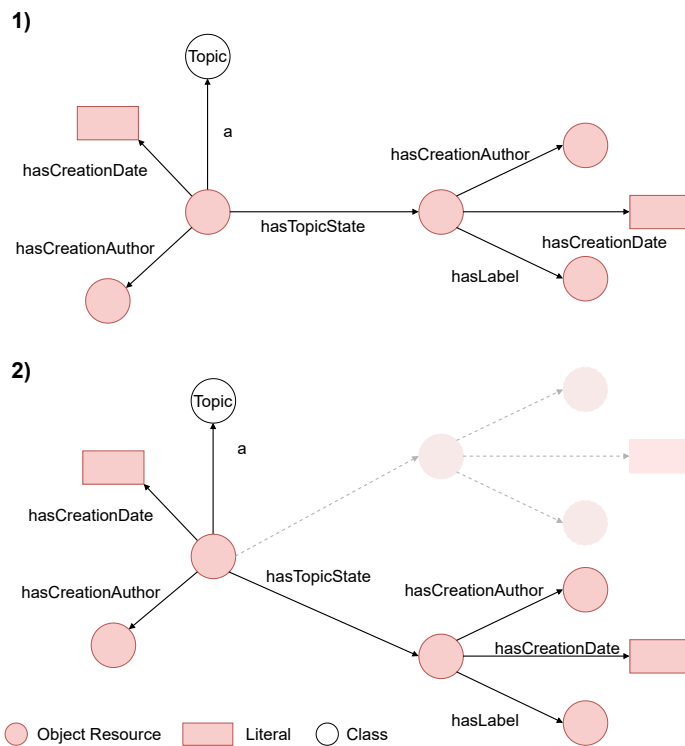 1)
Topic
a
hasCreationDate
hasCreationAuthor
hasTopicState
hasCreationAuthor
hasCreationDate
hasLabel
2)
Topic
a
hasCreationDate
hasCreationAuthor
hasTopicState
hasCreationAuthor
hasCreationDate
hasLabel
Object Resource
Literal
Class